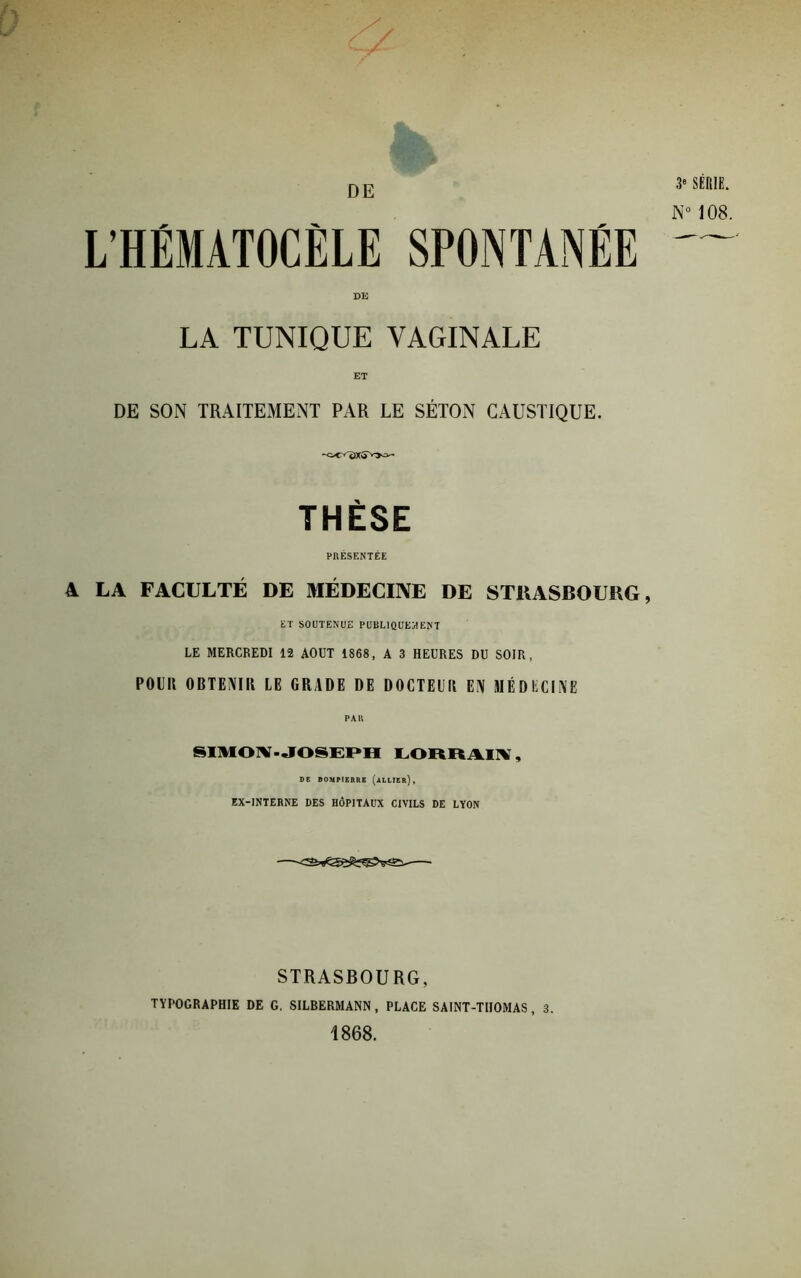 4
DE
L'HÉMATOCÈLE SPONTANÉE
DE
LA TUNIQUE VAGINALE
ET
DE SON TRAITEMENT PAR LE SÉTON CAUSTIQUE.
3e SÉRIE.
N° 108.
THÈSE
PRÉSENTÉE
A LA FACULTÉ DE MÉDECINE DE STRASBOURG,
ET SOUTENUE PUBLIQUEMENT
LE MERCREDI 12 AOUT 1868, A 3 HEURES DU SOIR,
POUR OBTENIR LE GRADE DE DOCTEUR EN MÉDECINE
PAR
SIMON-JOSEPH LORRAIN,
DE DOMPIERRE (ALLIER),
EX-INTERNE DES HÔPITAUX CIVILS DE LYON
STRASBOURG,
TYPOGRAPHIE DE G. SILBERMANN, PLACE SAINT-THOMAS, 3.
1868.